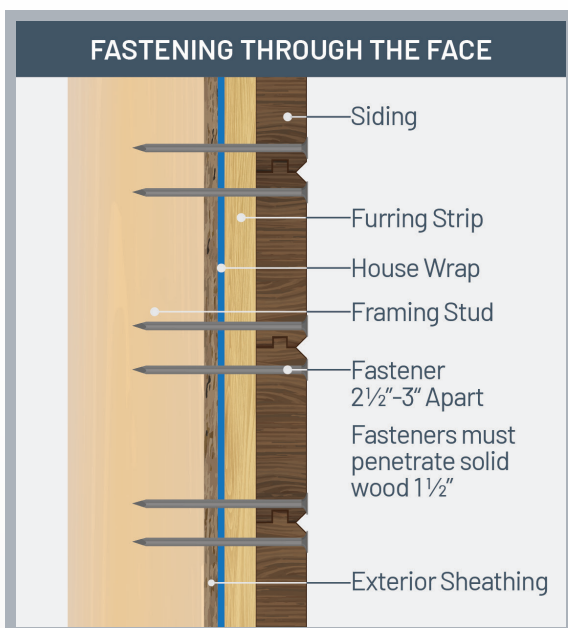 FASTENING THROUGH THE FACE
Siding
Furring Strip
House Wrap
Framing Stud
Fastener
2½"-3" Apart
Fasteners must
penetrate solid
wood 1½"
Exterior Sheathing